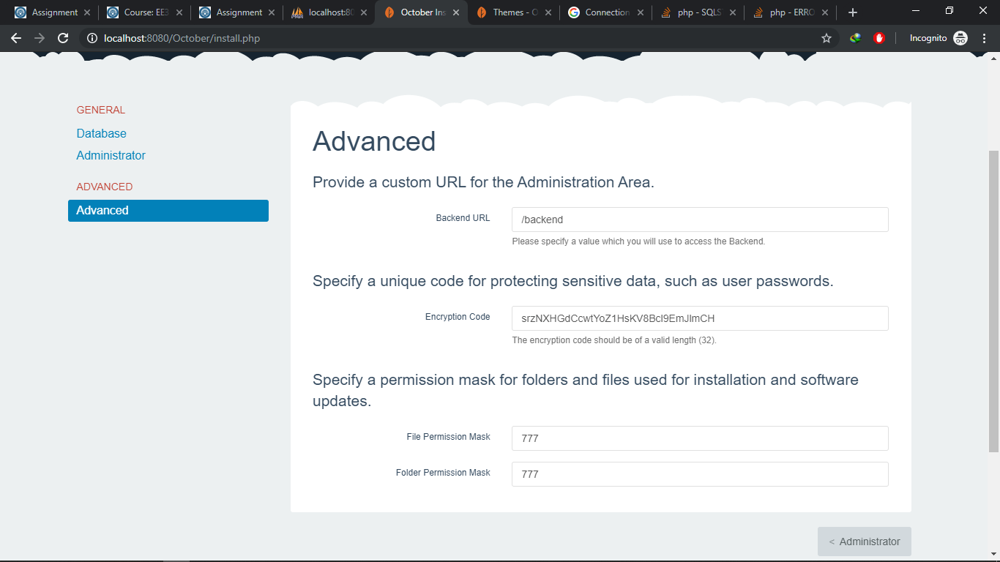 Assignment
Course: EE3
Assignment
localhost:80
October Ins
Themes - O
Connection
php - SQLS
php - ERRO
localhost:8080/October/install.php
Incognito
GENERAL
Database
Administrator
ADVANCED
Advanced
Advanced
Provide a custom URL for the Administration Area.
Backend URL
/backend
Please specify a value which you will use to access the Backend.
Specify a unique code for protecting sensitive data, such as user passwords.
Encryption Code
The encryption code should be of a valid length (32).
Specify a permission mask for folders and files used for installation and software
updates.
File Permission Mask
777
Folder Permission Mask
777
< Administrator